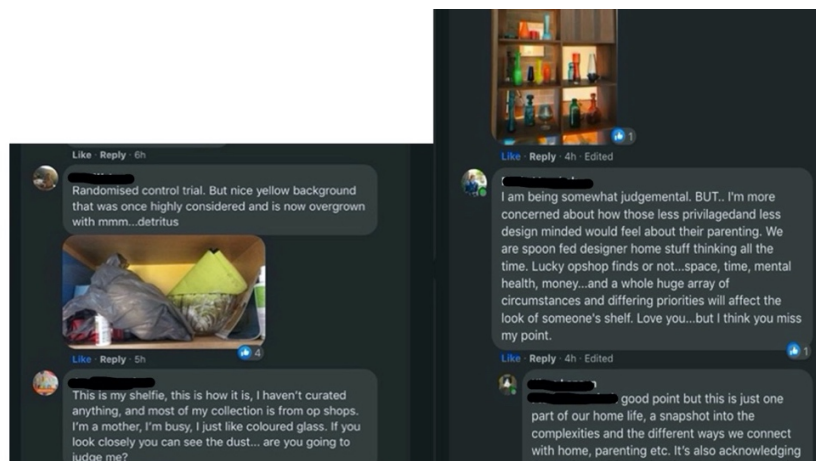 Like · Reply · 6h
Randomised control trial. But nice yellow background
that was once highly considered and is now overgrown
with mmm...detritus
4
Like · Reply · 5h
This is my shelfie, this is how it is, I haven't curated
anything, and most of my collection is from op shops.
I'm a mother, I'm busy, I just like coloured glass. If you
look closely you can see the dust... are you going to
judge me?
1
Like · Reply · 4h · Edited
I am being somewhat judgemental. BUT.. I'm more
concerned about how those less privilagedand less
design minded would feel about their parenting. We
are spoon fed designer home stuff thinking all the
time. Lucky opshop finds or not...space, time, mental
health, money...and a whole huge array of
circumstances and differing priorities will affect the
look of someone's shelf. Love you...but I think you miss
my point.
1
Like · Reply · 4h · Edited
good point but this is just one
part of our home life, a snapshot into the
complexities and the different ways we connect
with home, parenting etc. It's also acknowledging